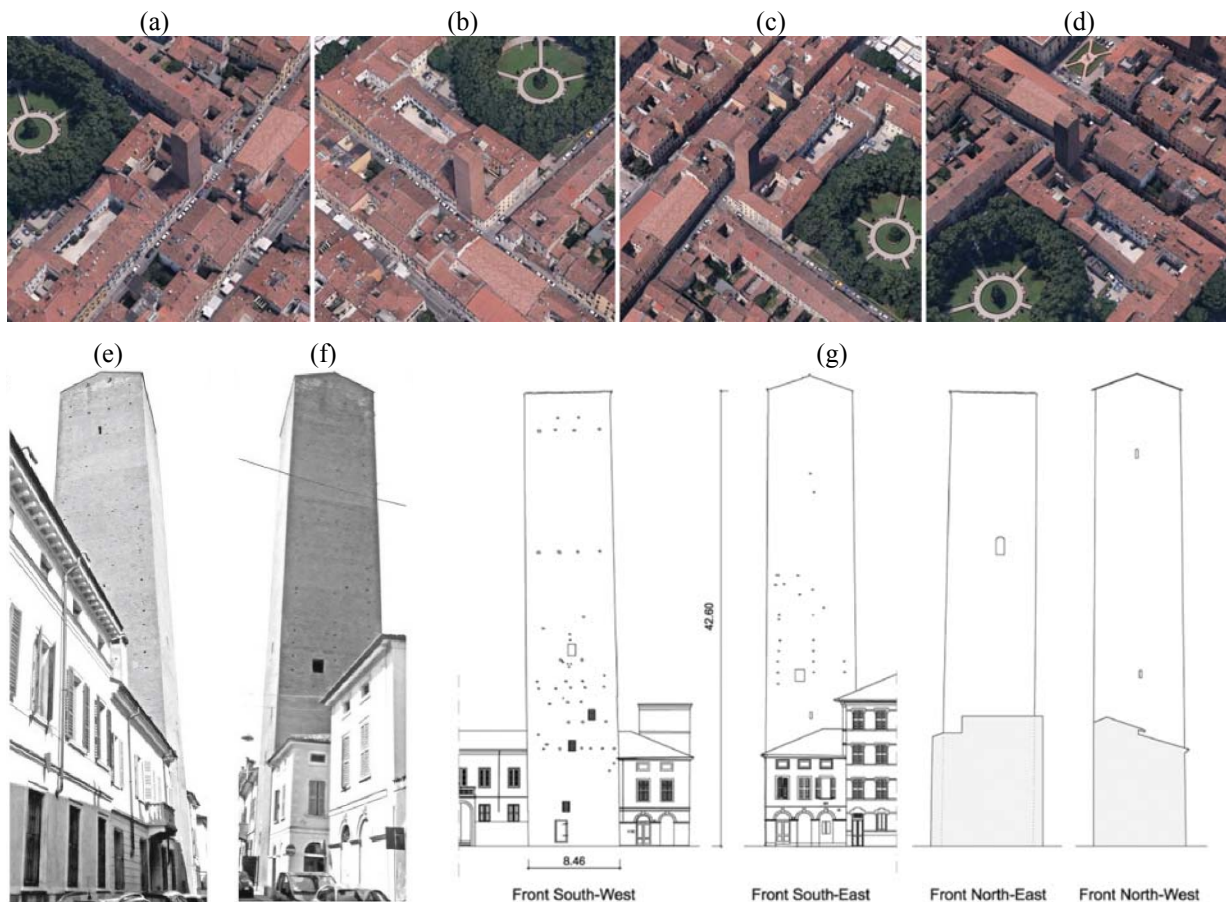 (a) (b) (c) (d)
(e) (f) (g)
42.60
8.46
Front South-West Front South-East Front North-East Front North-West